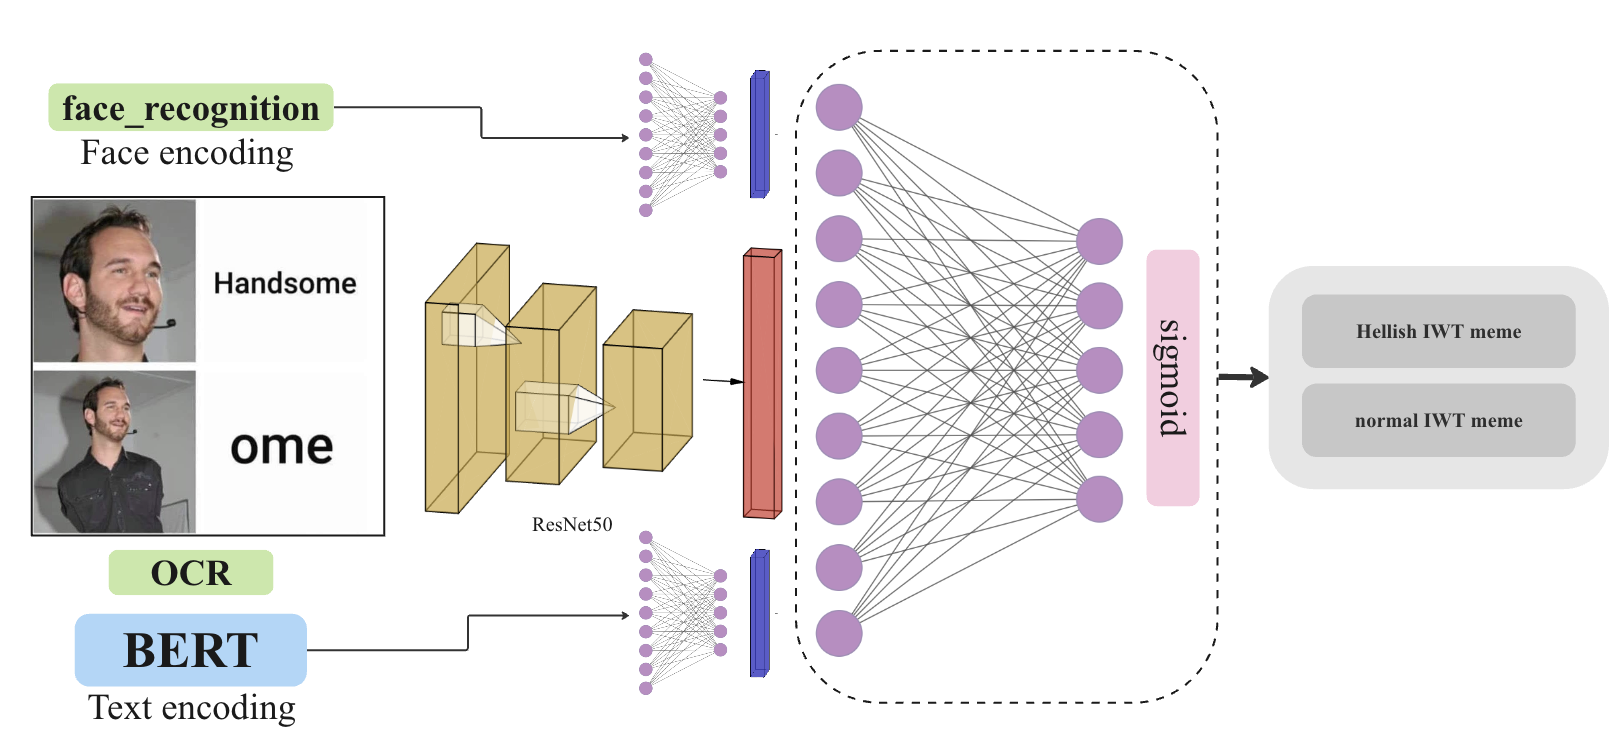 face_recognition
Face encoding
Handsome
ome
ResNet50
OCR
BERT
Text encoding
sigmoid
Hellish IWT meme
normal IWT meme